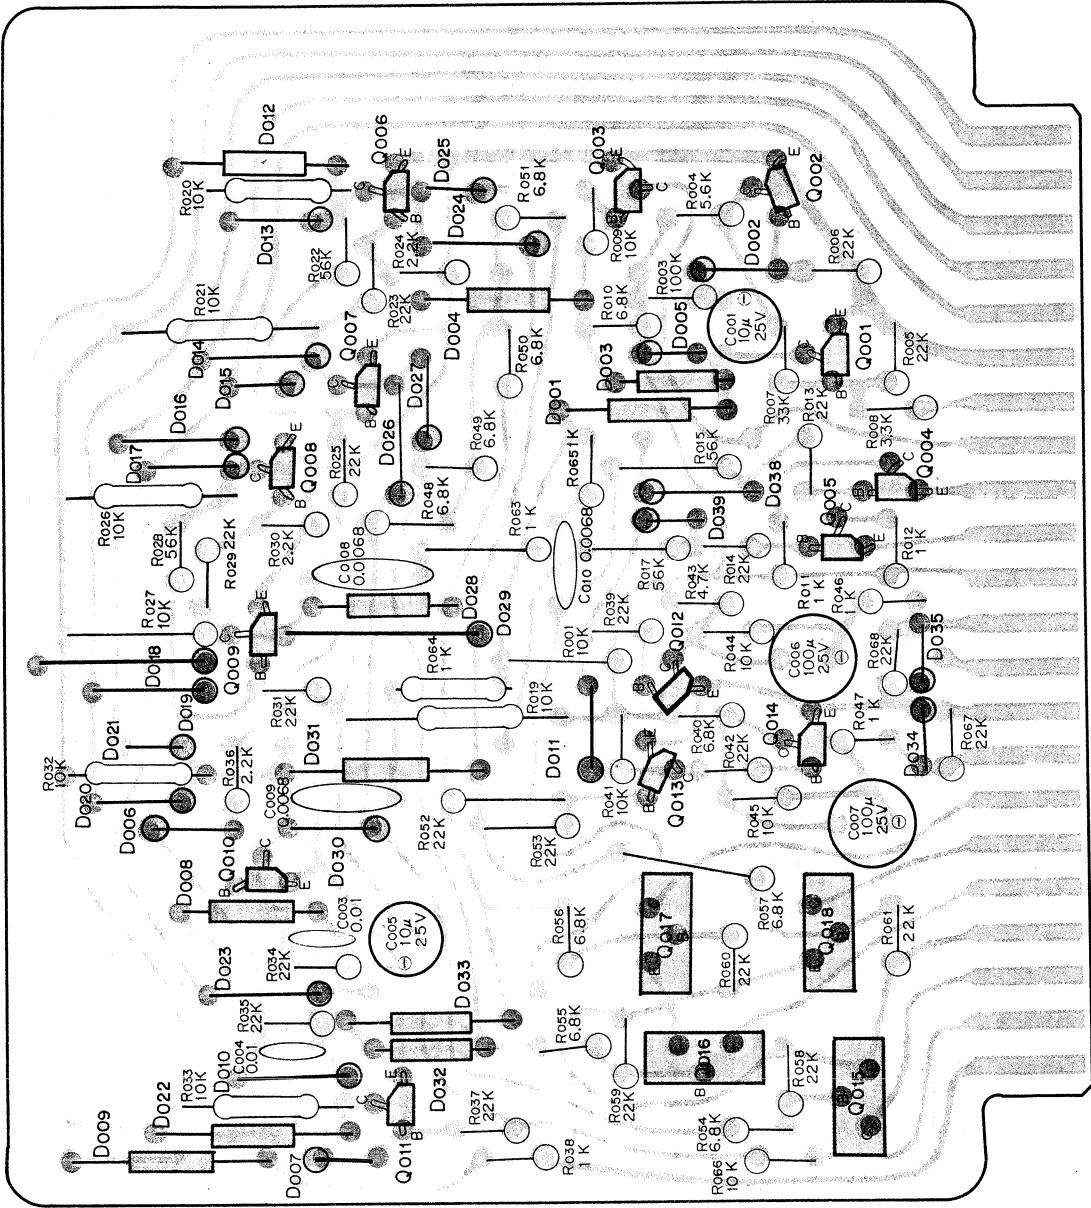 D012
Q006
E
D025
R020
10K
C
B
D024
R051
6.8K
Q003
E
C
B
R004
5.6K
E
Q002
B
D013
R022
56K
R024
2.2K
R009
10K
D002
R006
22K
R021
10K
R023
22K
D004
R010
6.8K
R003
100K
D005
C001
10μ
25V
Q007
E
C
B
R050
6.8K
D003
E
C
B
Q001
R005
22K
D014
D015
D016
D027
D026
D001
R007
33K
R013
22K
R008
3.3K
D017
E
C
B
Q008
R025
22K
R049
6.8K
R0651K
R015
56K
D038
C
B
E
Q004
R026
10K
R048
6.8K
D039
Q005
C
B
E
R028
56K
R029 22K
R030
2.2K
C008
0.0068
R063
1K
C010 0.0068
R017
56K
R043
4.7K
R014
22K
R011
1K
R046
1K
R012
1K
R027
10K
E
C
B
Q009
D028
D029
R039
22K
R001
10K
Q012
C
B
E
R044
10K
C006
100μ
25V
R068
22K
D035
D018
D019
R064
1K
R019
10K
R031
22K
D021
D031
D011
R040
6.8K
R042
22K
Q014
E
C
B
R047
1K
D034
R067
22K
R032
10K
D020
R036
2.2K
C009
0.0068
R041
10K
E
C
B
Q013
R045
10K
C007
100μ
25V
D006
Q010
C
B
E
D030
R052
22K
R053
22K
D008
C003
0.01
C005
10μ
25V
R056
6.8K
Q017
R057
6.8K
Q018
R061
22K
R060
22K
D023
R034
22K
D033
R035
22K
C004
0.01
R055
6.8K
Q016
B
R058
22K
Q015
D010
R033
10K
D022
D009
E
C
B
Q011
D032
R037
22K
R059
22K
R054
6.8K
R066
10K
D007
R038
1K